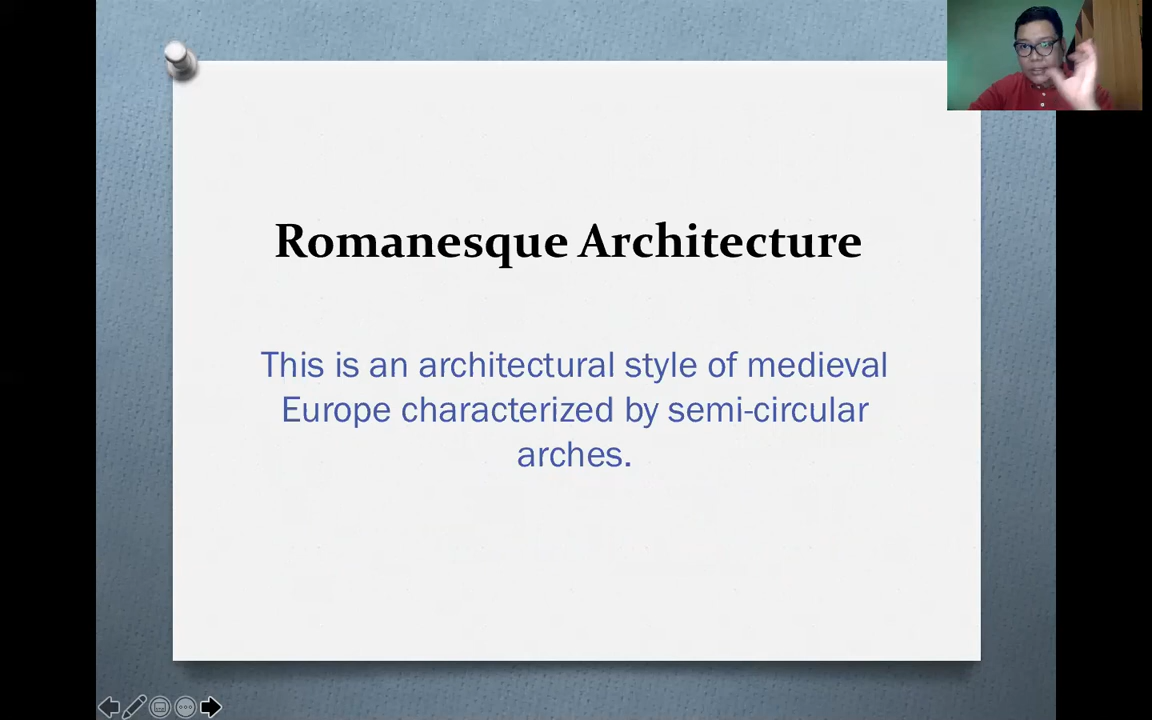 Romanesque Architecture
This is an architectural style of medieval
Europe characterized by semi-circular
arches.